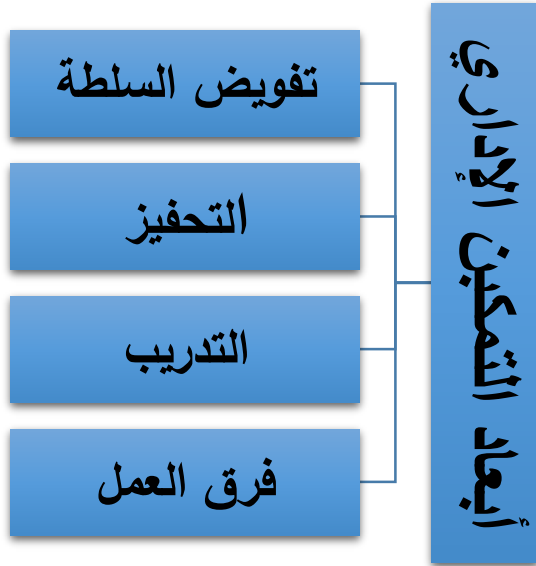 أبعاد التمكين الإداري
تفويض السلطة
التحفيز
التدريب
فرق العمل